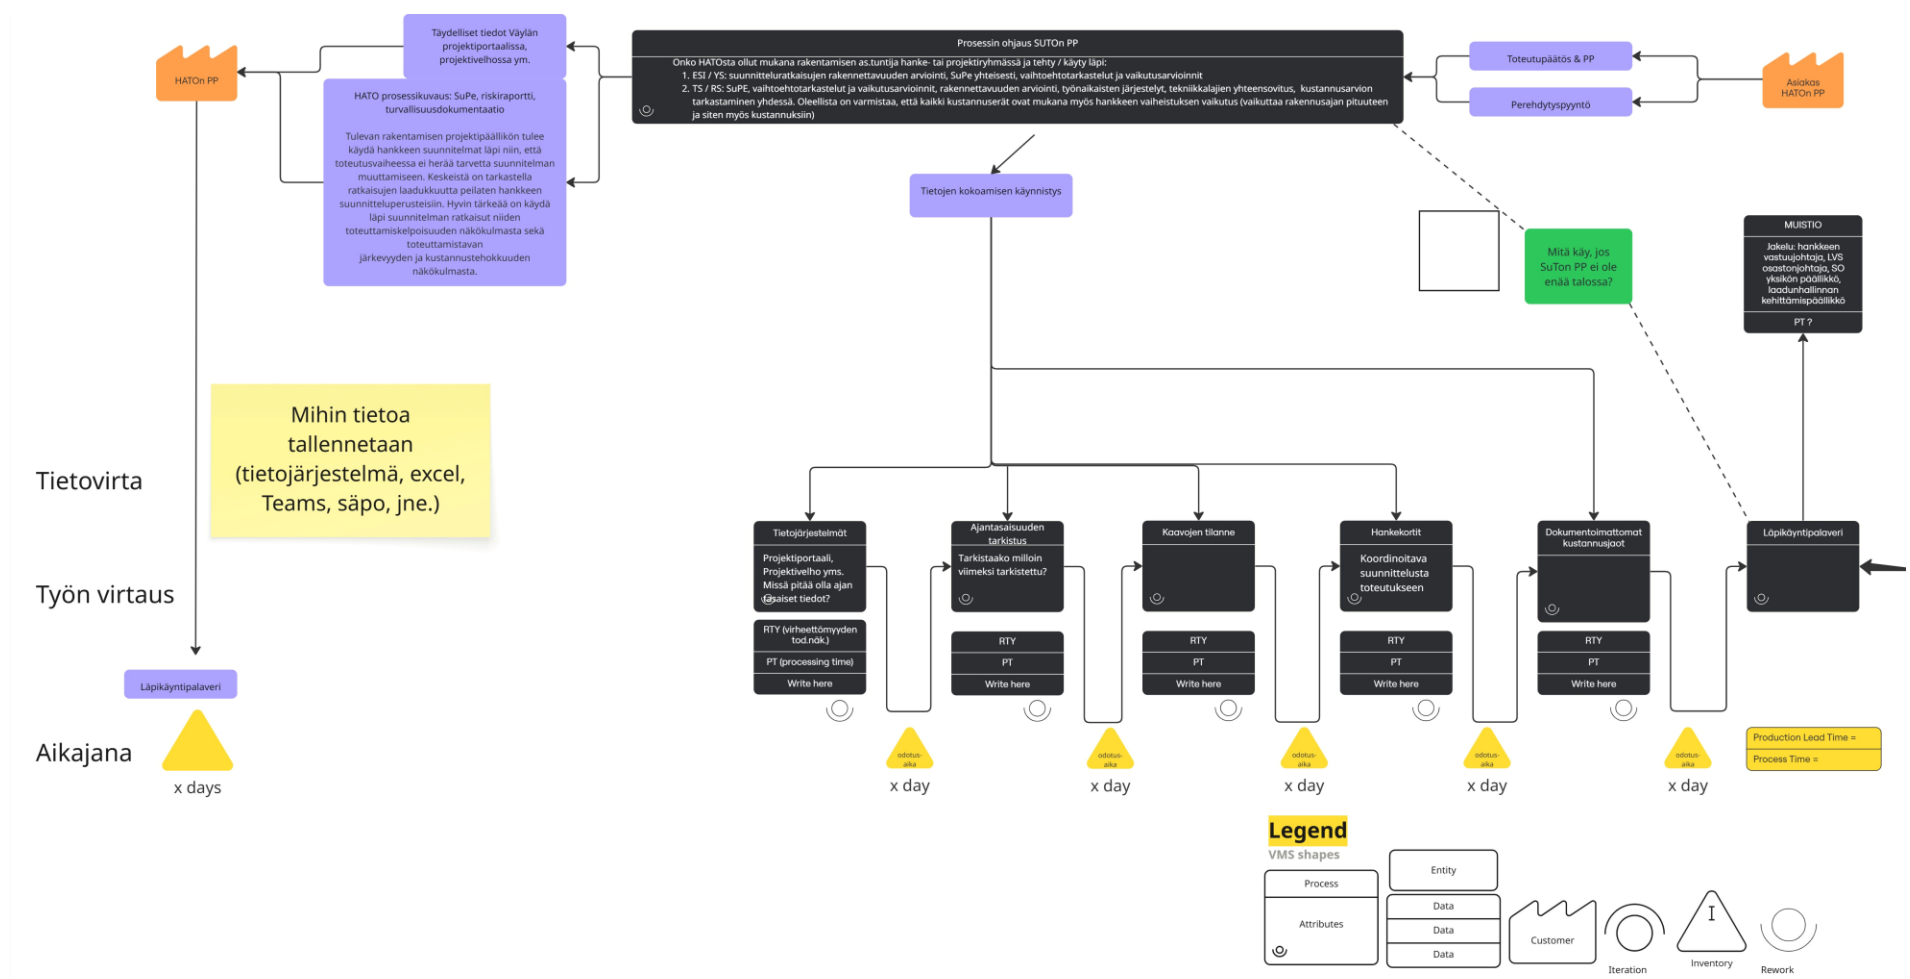 Täydelliset tiedot Väylän
projektiportaalissa,
projektivelhossa ym.
HATOn PP
HATO prosessikuvaus: SuPe, riskiraportti,
turvallisuusdokumentaatio
Tulevan rakentamisen projektipäällikön tulee
käydä hankkeen suunnitelmat läpi niin, että
toteutusvaiheessa ei herää tarvetta suunnitelman
muuttamiseen. Keskeistä on tarkastella
ratkaisujen laadukkuutta peilaten hankkeen
suunnitteluperusteisiin. Hyvin tärkeää on käydä
läpi suunnitelman ratkaisut niiden
toteuttamiskelpoisuuden näkökulmasta sekä
toteuttamistavan
järkevyyden ja kustannustehokkuuden
näkökulmasta.
Prosessin ohjaus SUTOn PP
Onko HATOsta ollut mukana rakentamisen as.tuntija hanke- tai projektiryhmässä ja tehty / käyty läpi:
1. ESI / YS: suunnitteluratkaisujen rakennettavuuden arviointi, SuPe yhteisesti, vaihtoehtotarkastelut ja vaikutusarvioinnit
2. TS / RS: SuPE, vaihtoehtotarkastelut ja vaikutusarvioinnit, rakennettavuuden arviointi, työnaikaisten järjestelyt, tekniikkalajien yhteensovitus, kustannusarvion
tarkastaminen yhdessä. Oleellista on varmistaa, että kaikki kustannuserät ovat mukana myös hankkeen vaiheistuksen vaikutus (vaikuttaa rakennusajan pituuteen
ja siten myös kustannuksiin)
Toteutupäätös & PP
Perehdytyspyyntö
Asiakas
HATOn PP
Tietojen kokoamisen käynnistys
Mitä käy, jos
SuTon PP ei ole
enää talossa?
MUISTIO
Jakelu: hankkeen
vastuujohtaja, LVS
osastonjohtaja, SO
yksikön päällikkö,
laadunhallinnan
kehittämispäällikkö
PT ?
Mihin tietoa
tallennetaan
(tietojärjestelmä, excel,
Teams, säpo, jne.)
Tietovirta
Työn virtaus
Aikajana
Läpikäyntipalaveri
x days
Tietojärjestelmät
Projektiportaali,
Projektivelho yms.
Missä pitää olla ajan
tasaiset tiedot?
RTY (virheettömyyden
tod.näk.)
PT (processing time)
Write here
Ajantasaisuuden
tarkistus
Tarkistaako milloin
viimeksi tarkistettu?
RTY
PT
Write here
Kaavojen tilanne
RTY
PT
Write here
Hankekortit
Koordinoitava
suunnittelusta
toteutukseen
RTY
PT
Write here
Dokumentoimattomat
kustannusjaot
RTY
PT
Write here
Läpikäyntipalaveri
odotus-
aika
x day
odotus-
aika
x day
odotus-
aika
x day
odotus-
aika
x day
odotus-
aika
x day
Production Lead Time =
Process Time =
Legend
VMS shapes
Process
Attributes
Entity
Data
Data
Data
Customer
Iteration
I
Inventory
Rework